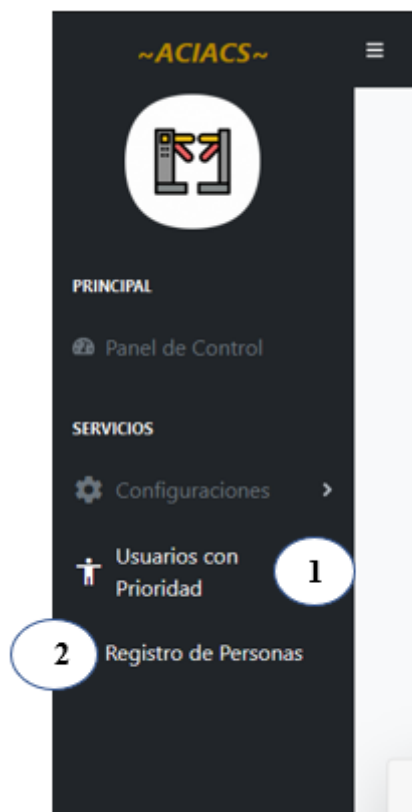 ~ACIACS~
PRINCIPAL
Panel de Control
SERVICIOS
Configuraciones
Usuarios con
Prioridad
1
2
Registro de Personas